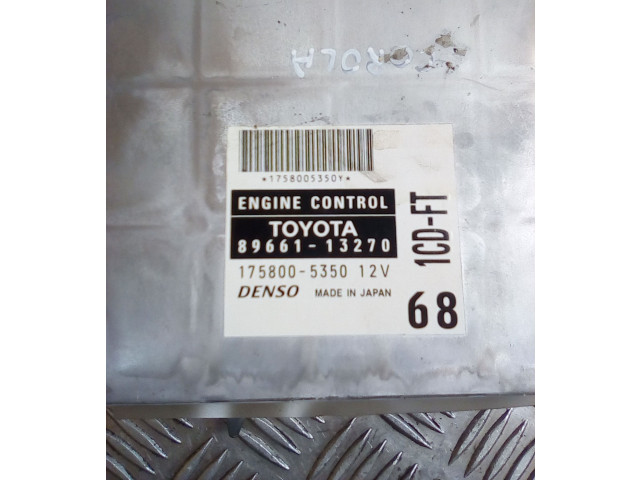 COROLA
*1758005350Y*
ENGINE CONTROL
TOYOTA
89661-13270
175800-5350 12V
DENSO MADE IN JAPAN
1CD-FT
68